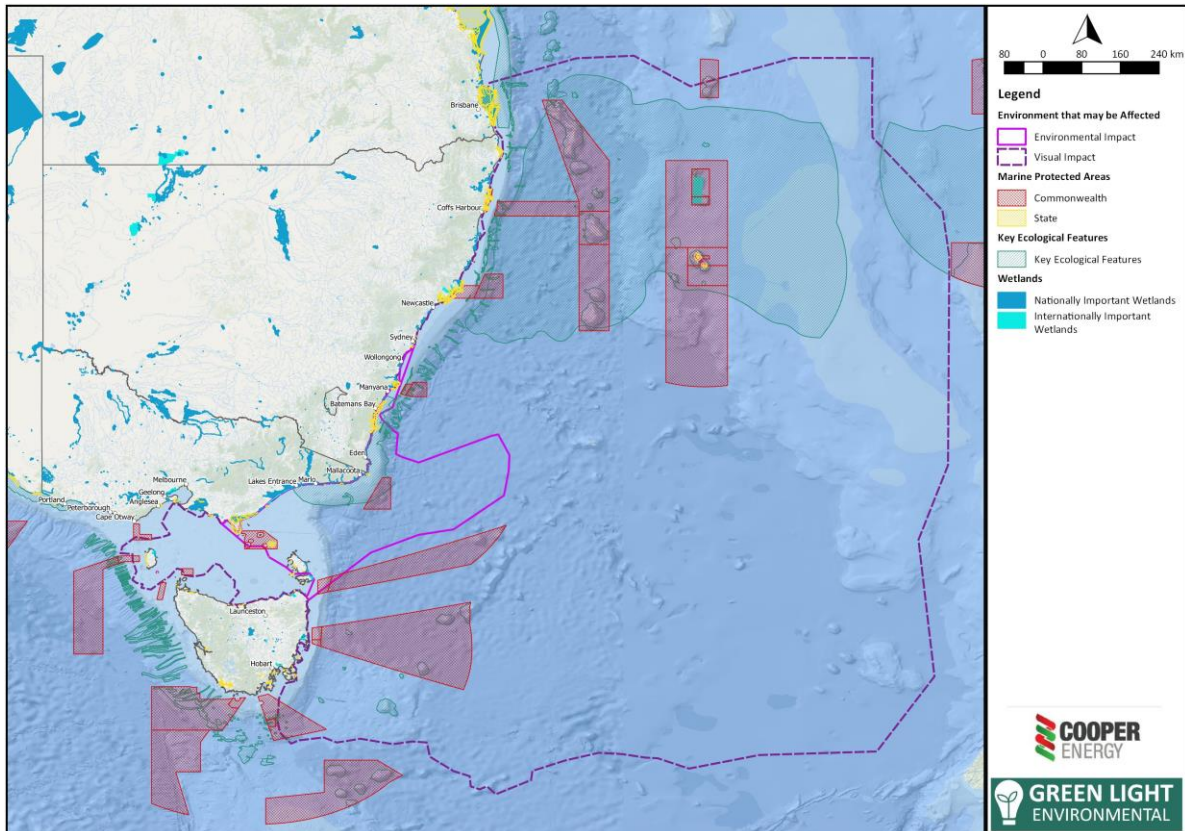 Brisbane
Coffs Harbour
Newcastle
Sydney
Wollongong
Manyana
Batemans Bay
Eden
Mallacoota
Lakes Entrance
Marlo
Melbourne
Geelong
Anglesea
Portland
Peterborough
Cape Otway
Launceston
Hobart
80 0 80 160 240 km
Legend
Environment that may be Affected
Environmental Impact
Visual Impact
Marine Protected Areas
Commonwealth
State
Key Ecological Features
Key Ecological Features
Wetlands
Nationally Important Wetlands
Internationally Important
Wetlands
COOPER
ENERGY
GREEN LIGHT
ENVIRONMENTAL